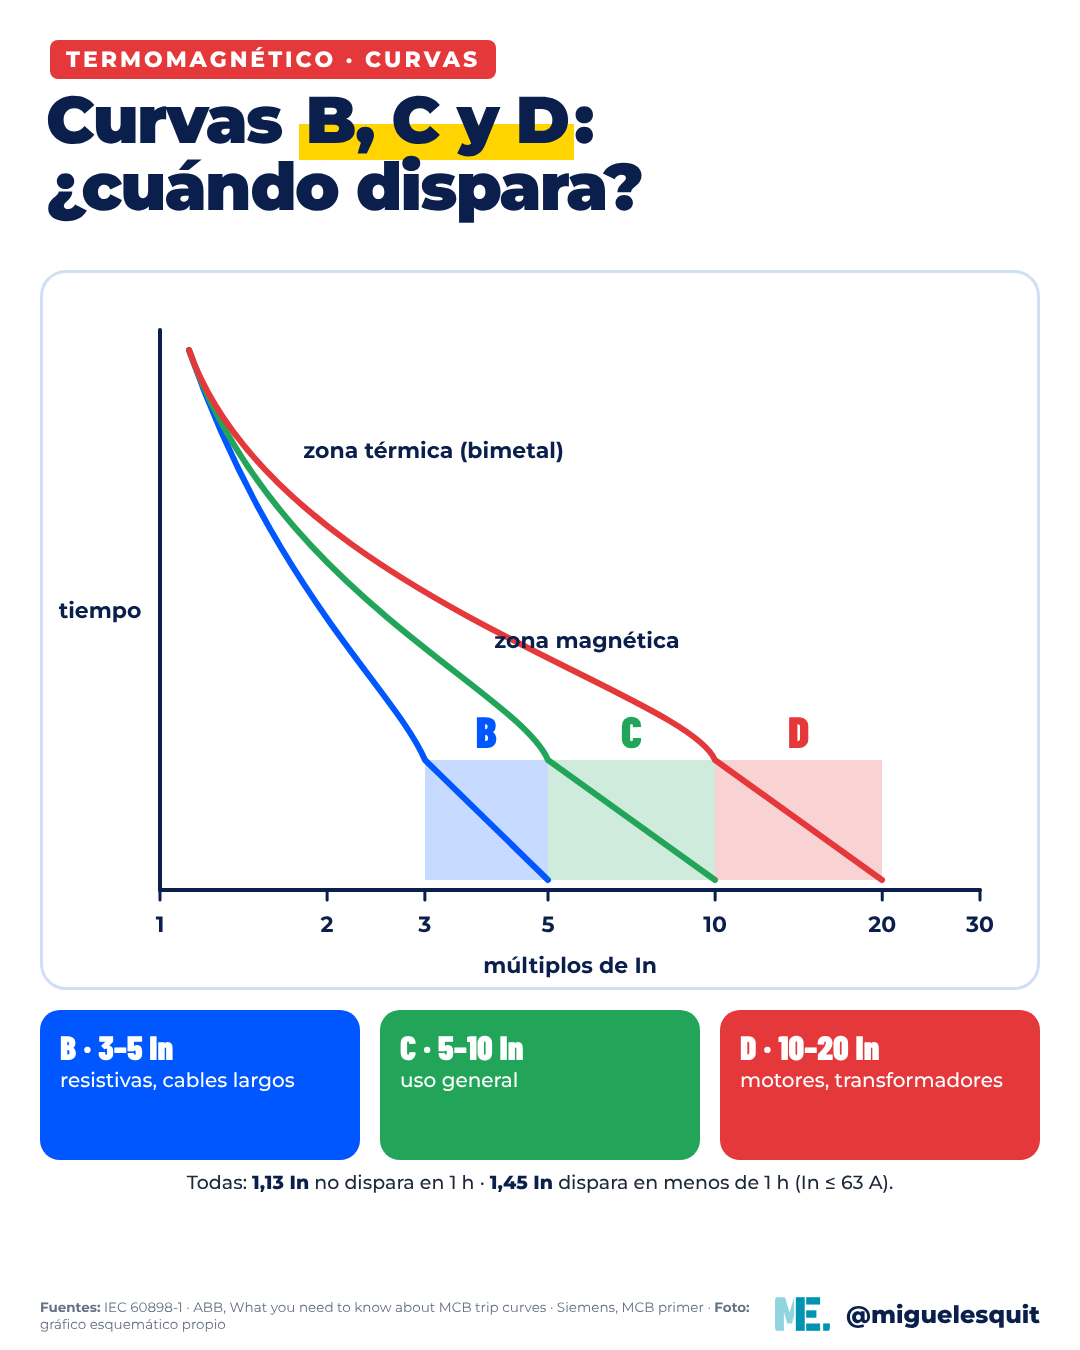 TERMOMAGNÉTICO · CURVAS
Curvas B, C y D:
¿cuándo dispara?
zona térmica (bimetal)
tiempo
zona magnética
B
C
D
1
2
3
5
10
20
30
múltiplos de In
B · 3–5 In
resistivas, cables largos
C · 5–10 In
uso general
D · 10–20 In
motores, transformadores
Todas: 1,13 In no dispara en 1 h · 1,45 In dispara en menos de 1 h (In ≤ 63 A).
Fuentes: IEC 60898-1 · ABB, What you need to know about MCB trip curves · Siemens, MCB primer · Foto:
gráfico esquemático propio
ME.
@miguelesquit